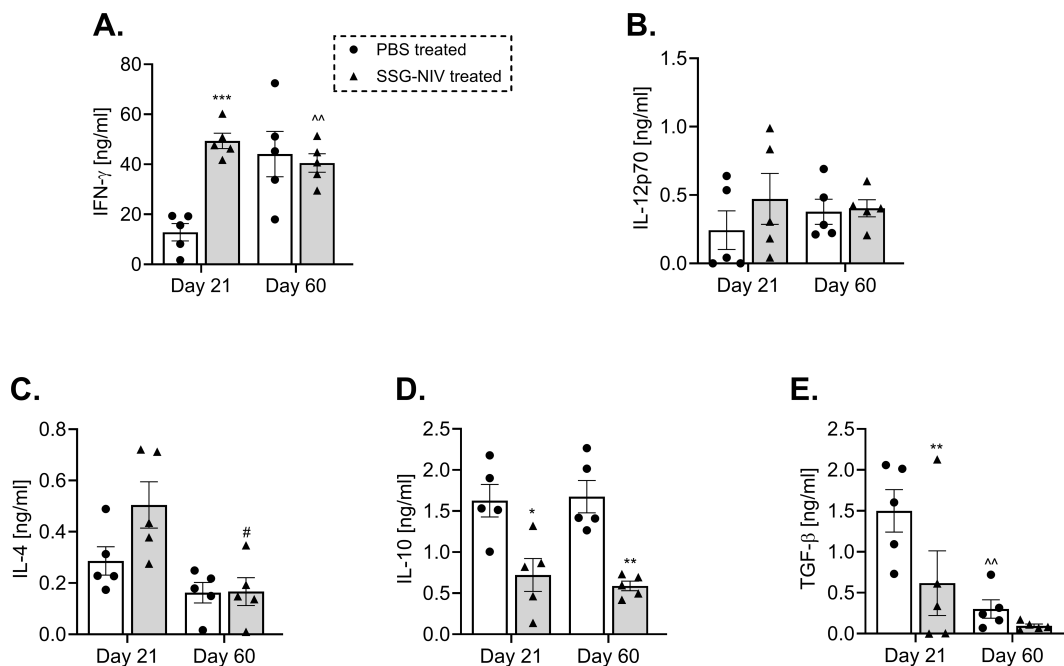 A.
PBS treated
SSG-NIV treated
IFN-γ [ng/ml]
80
60
40
20
0
***
^^
Day 21
Day 60
B.
IL-12p70 [ng/ml]
1.5
1.0
0.5
0.0
Day 21
Day 60
C.
IL-4 [ng/ml]
0.8
0.6
0.4
0.2
0.0
#
Day 21
Day 60
D.
IL-10 [ng/ml]
2.5
2.0
1.5
1.0
0.5
0.0
*
**
Day 21
Day 60
E.
TGF-β [ng/ml]
2.5
2.0
1.5
1.0
0.5
0.0
**
^^
Day 21
Day 60